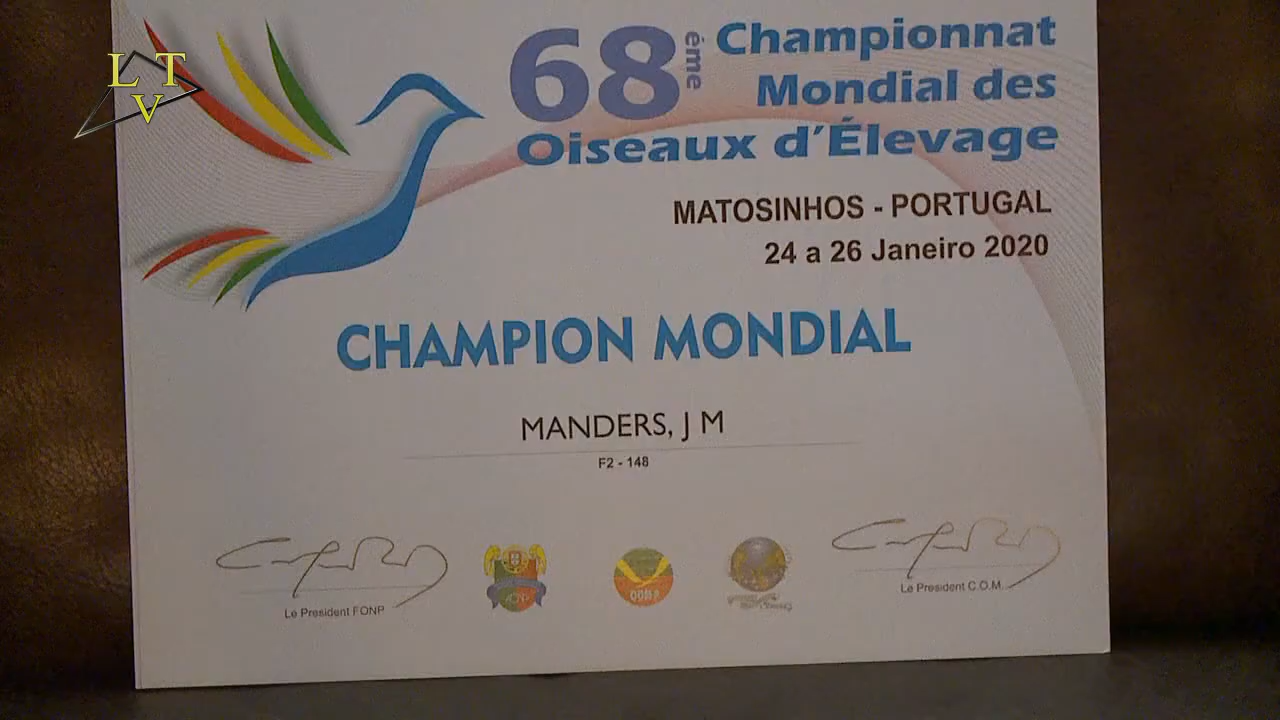 L T
V
68ème Championnat
Mondial des
Oiseaux d'Élevage
MATOSINHOS - PORTUGAL
24 a 26 Janeiro 2020
CHAMPION MONDIAL
MANDERS, J M
F2 - 148
Le President FONP
Le President C.O.M.